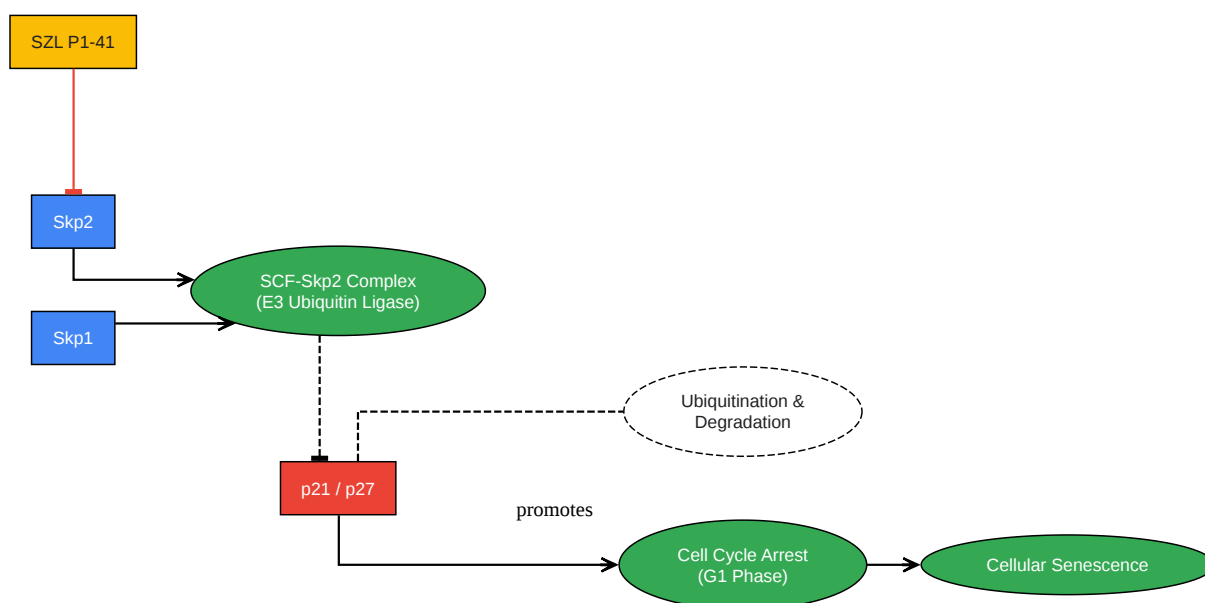 SZL P1-41
Skp2
SCF-Skp2 Complex
(E3 Ubiquitin Ligase)
Skp1
Ubiquitination &
Degradation
p21 / p27
promotes
Cell Cycle Arrest
(G1 Phase)
Cellular Senescence